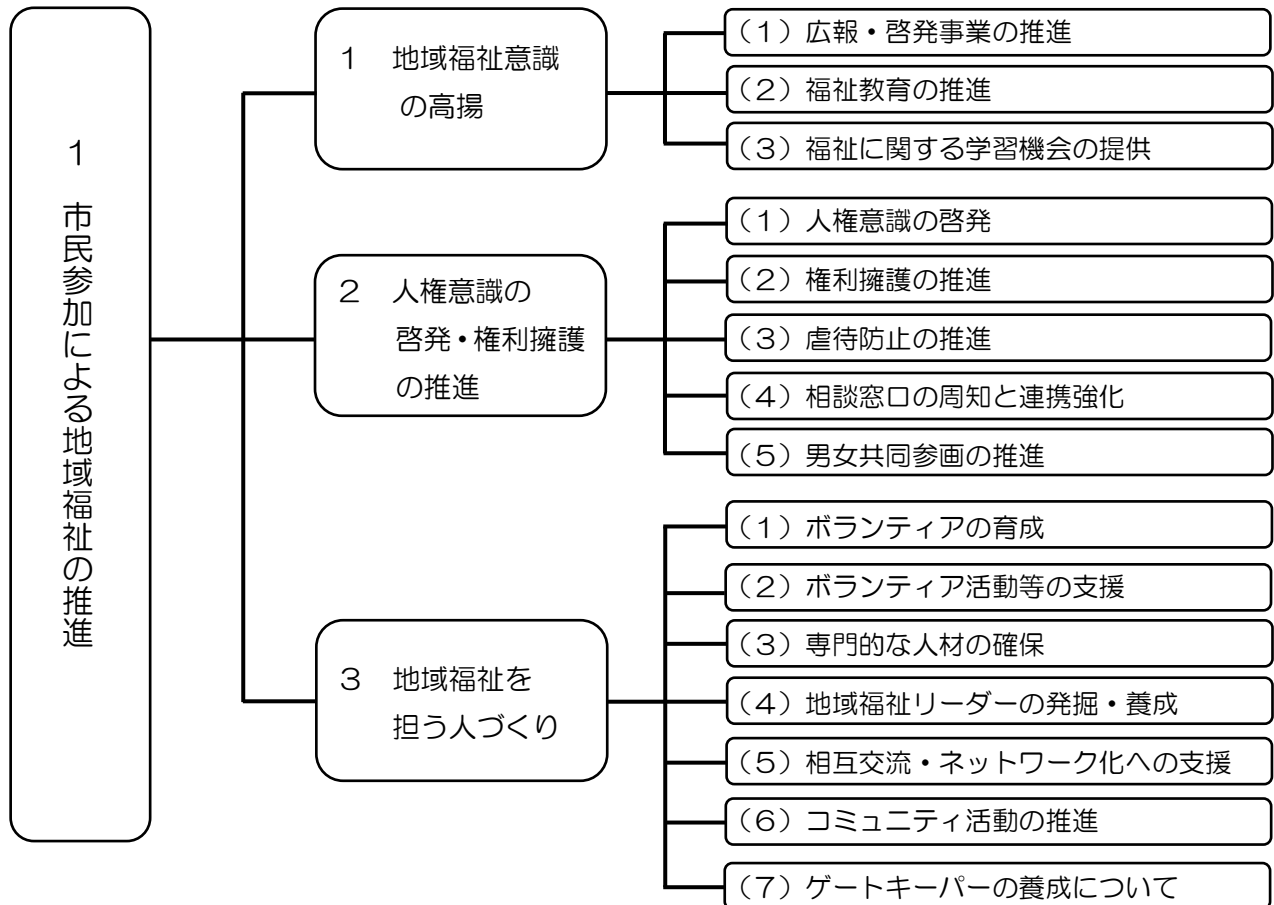 1　市民参加による地域福祉の推進
1　地域福祉意識
の高揚
（1）広報・啓発事業の推進
（2）福祉教育の推進
（3）福祉に関する学習機会の提供
2　人権意識の
啓発・権利擁護
の推進
（1）人権意識の啓発
（2）権利擁護の推進
（3）虐待防止の推進
（4）相談窓口の周知と連携強化
（5）男女共同参画の推進
3　地域福祉を
担う人づくり
（1）ボランティアの育成
（2）ボランティア活動等の支援
（3）専門的な人材の確保
（4）地域福祉リーダーの発掘・養成
（5）相互交流・ネットワーク化への支援
（6）コミュニティ活動の推進
（7）ゲートキーパーの養成について